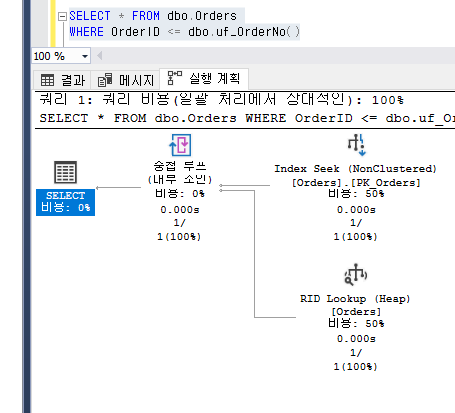 SELECT * FROM dbo.Orders
WHERE OrderID <= dbo.uf_OrderNo()
100 %
결과
메시지
실행 계획
쿼리 1: 쿼리 비용(일괄 처리에서 상대적인): 100%
SELECT * FROM dbo.Orders WHERE OrderID <= dbo.uf_Or
SELECT
비용: 0%
중첩 루프
(내부 조인)
비용: 0%
0.000s
1/
1(100%)
Index Seek (NonClustered)
[Orders].[PK_Orders]
비용: 50%
0.000s
1/
1(100%)
RID Lookup (Heap)
[Orders]
비용: 50%
0.000s
1/
1(100%)